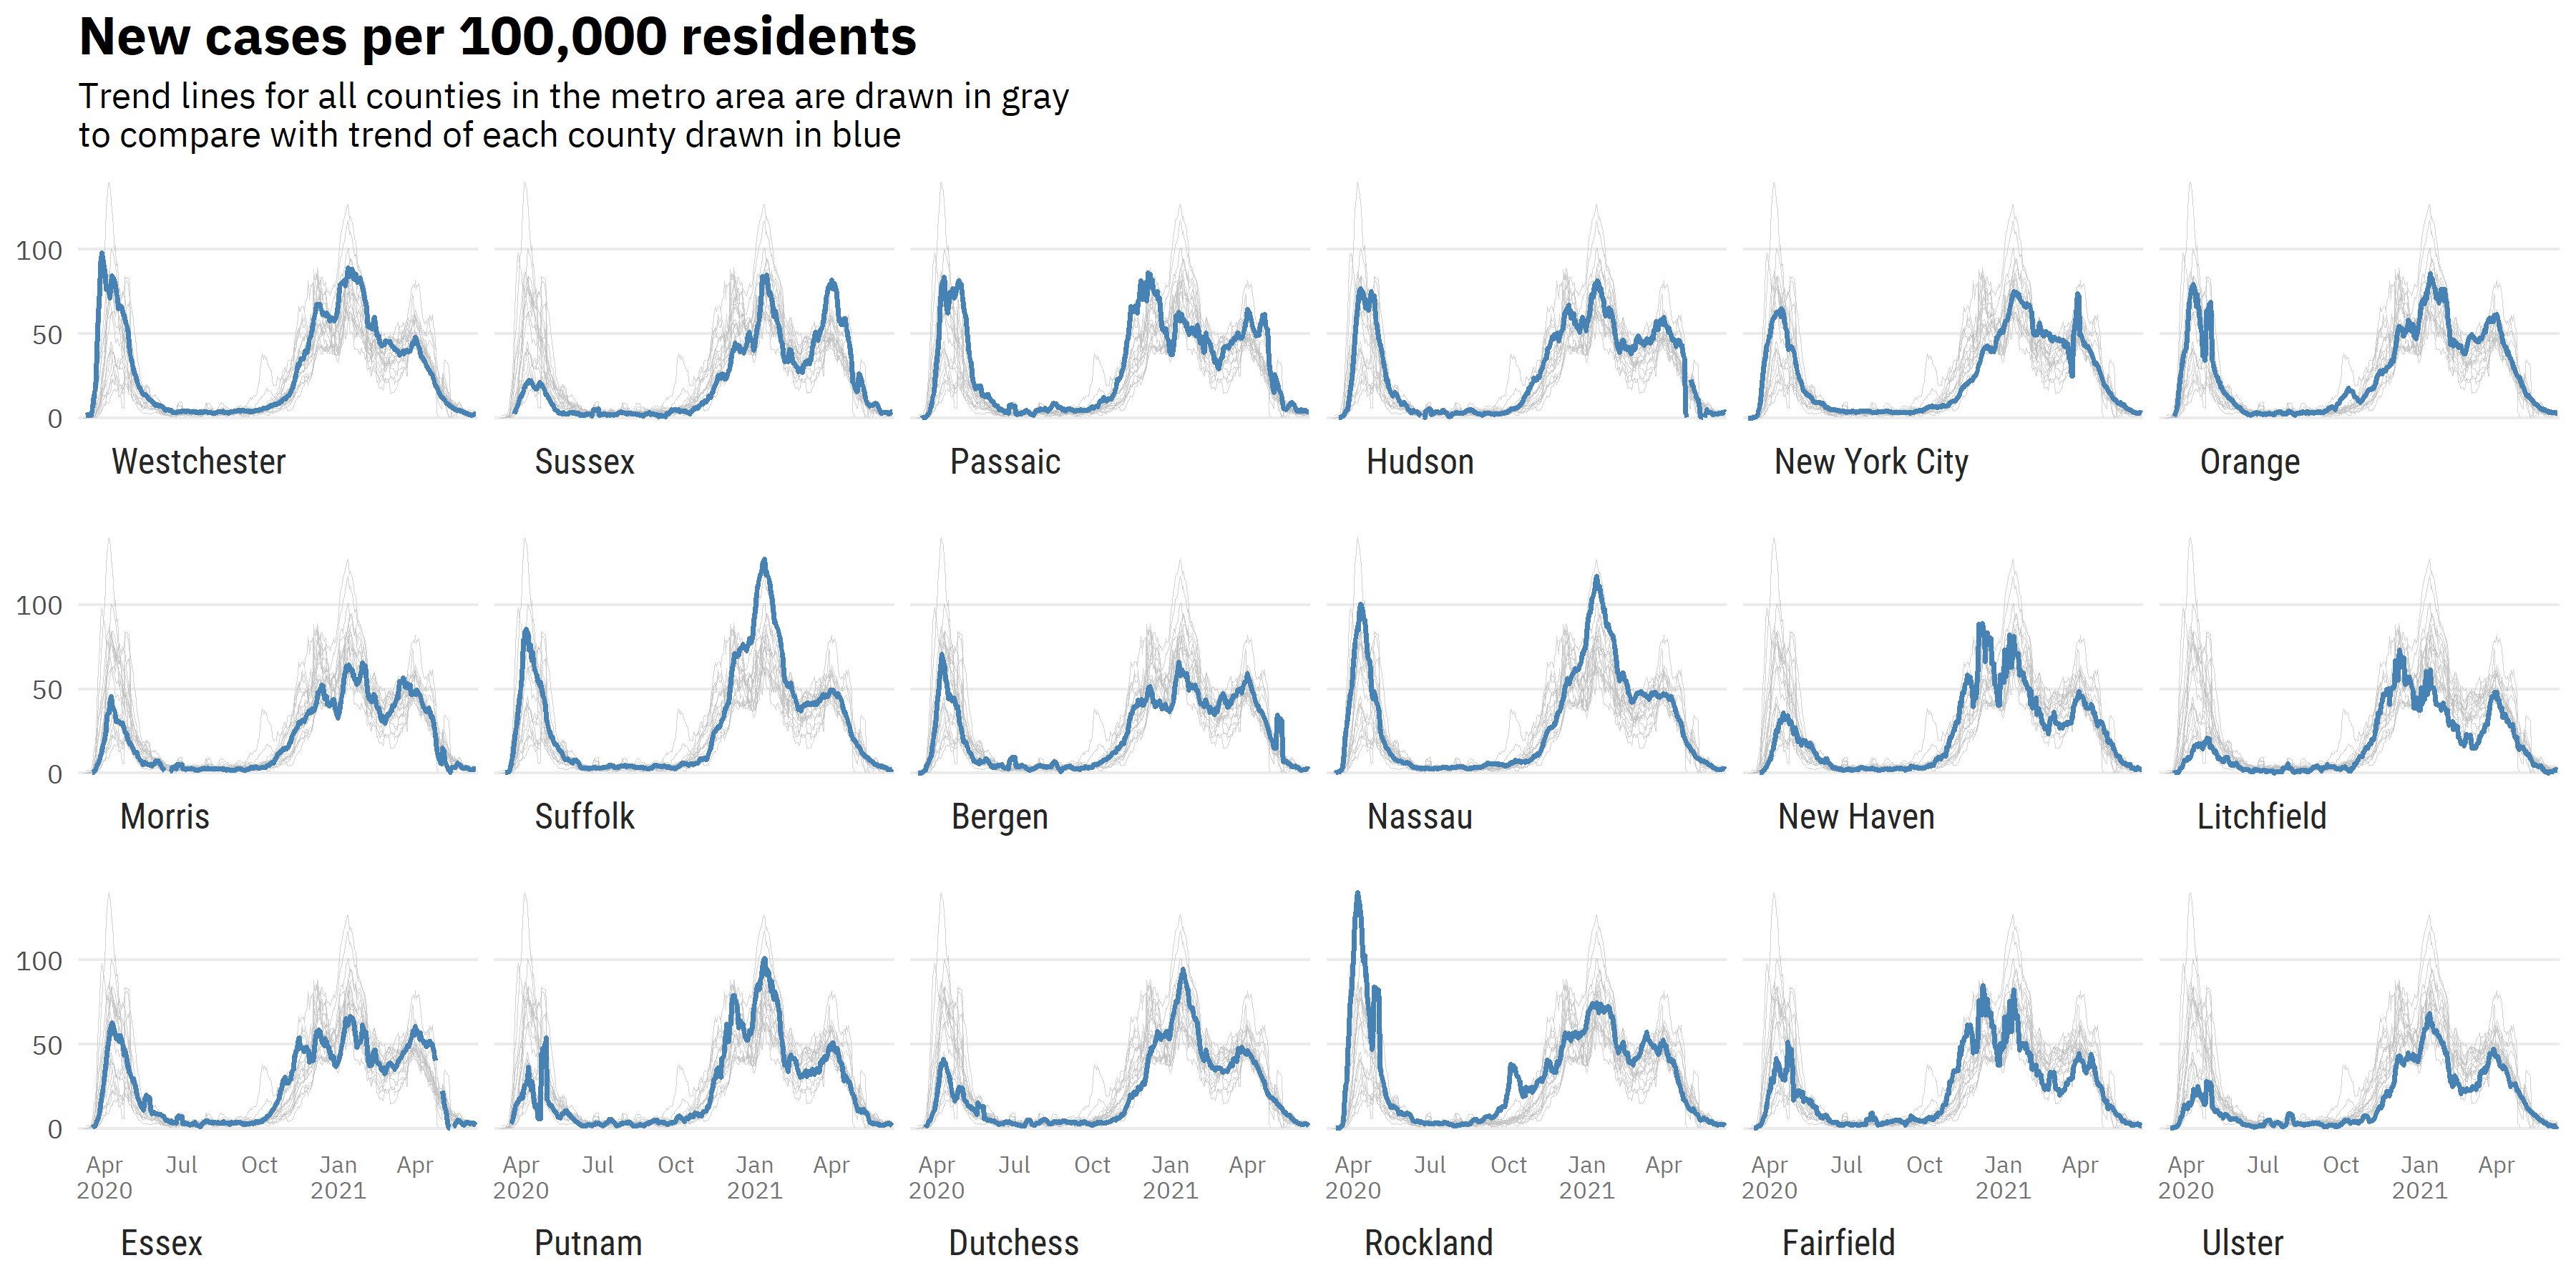 New cases per 100,000 residents
Trend lines for all counties in the metro area are drawn in gray
to compare with trend of each county drawn in blue
100
50
0
Westchester Sussex Passaic Hudson New York City Orange
100
50
0
Morris Suffolk Bergen Nassau New Haven Litchfield
100
50
0
Apr Jul Oct Jan Apr Apr Jul Oct Jan Apr Apr Jul Oct Jan Apr Apr Jul Oct Jan Apr Apr Jul Oct Jan Apr Apr Jul Oct Jan Apr
2020 2021 2020 2021 2020 2021 2020 2021 2020 2021 2020 2021
Essex Putnam Dutchess Rockland Fairfield Ulster